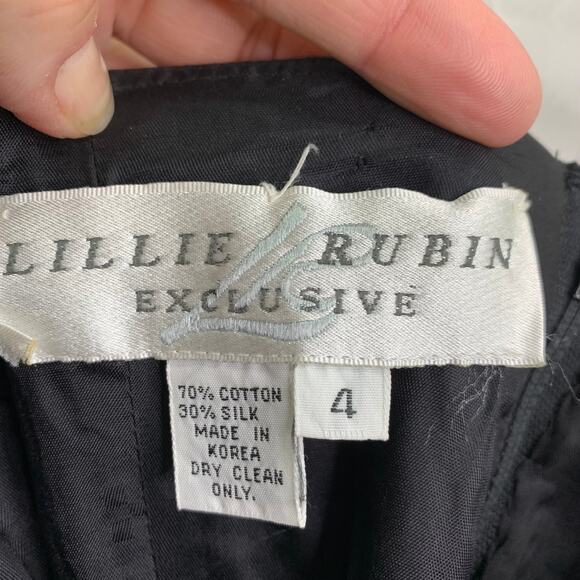 LILLIE RUBIN
EXCLUSIVE
70% COTTON
30% SILK
MADE IN
KOREA
DRY CLEAN
ONLY.
4